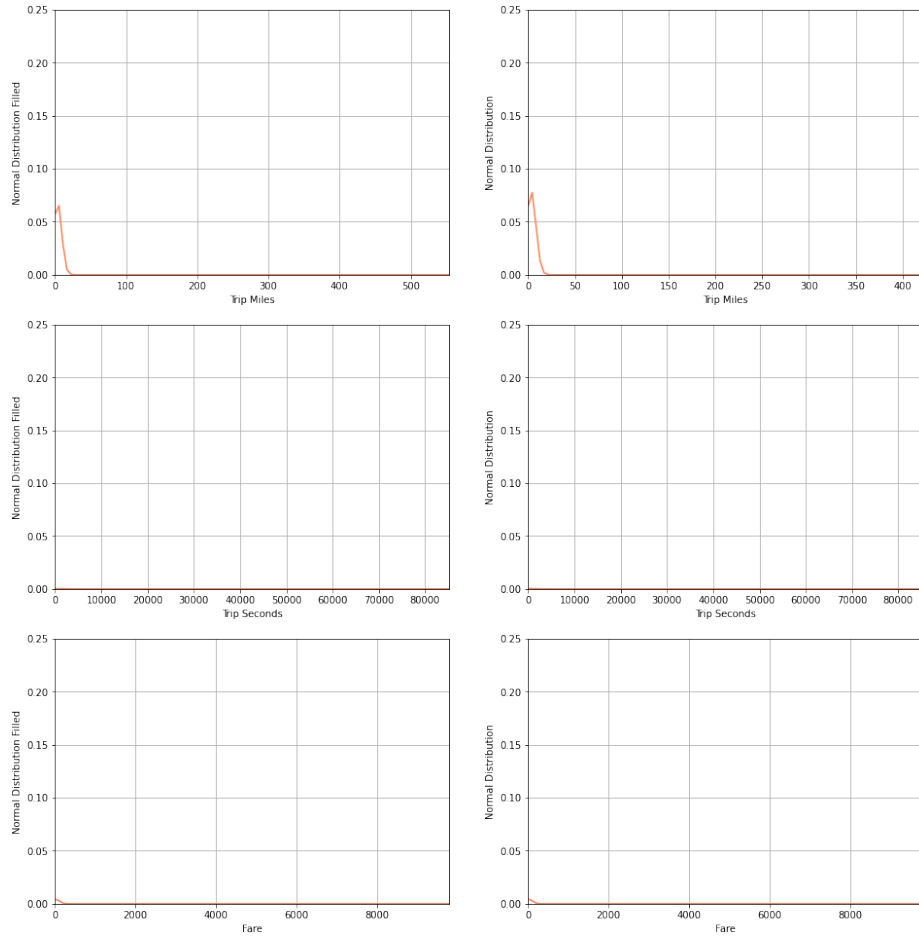 0.25
0.20
0.15
0.10
0.05
0.00
Normal Distribution Filled
0 100 200 300 400 500
Trip Miles
0.25
0.20
0.15
0.10
0.05
0.00
Normal Distribution
0 50 100 150 200 250 300 350 400
Trip Miles
0.25
0.20
0.15
0.10
0.05
0.00
Normal Distribution Filled
0 10000 20000 30000 40000 50000 60000 70000 80000
Trip Seconds
0.25
0.20
0.15
0.10
0.05
0.00
Normal Distribution
0 10000 20000 30000 40000 50000 60000 70000 80000
Trip Seconds
0.25
0.20
0.15
0.10
0.05
0.00
Normal Distribution Filled
0 2000 4000 6000 8000
Fare
0.25
0.20
0.15
0.10
0.05
0.00
Normal Distribution
0 2000 4000 6000 8000
Fare